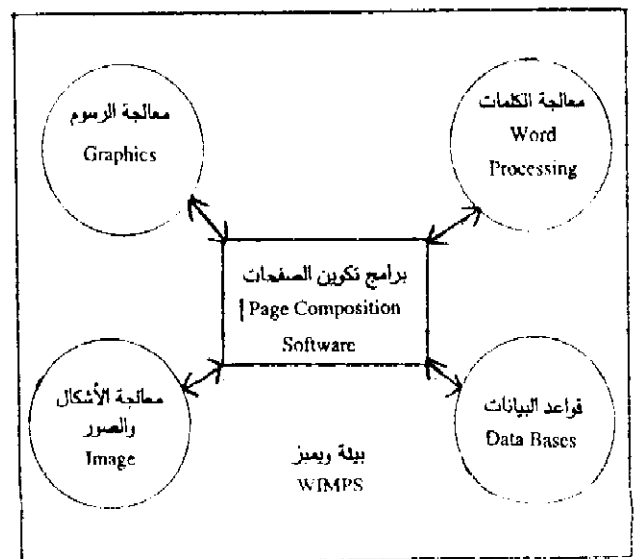 معالجة الرسوم
Graphics
معالجة الكلمات
Word
Processing
برامج تكوين الصفحات
Page Composition
Software
معالجة الأشكال
والصور
Image
قواعد البيانات
Data Bases
بيئة ويمبز
WIMPS